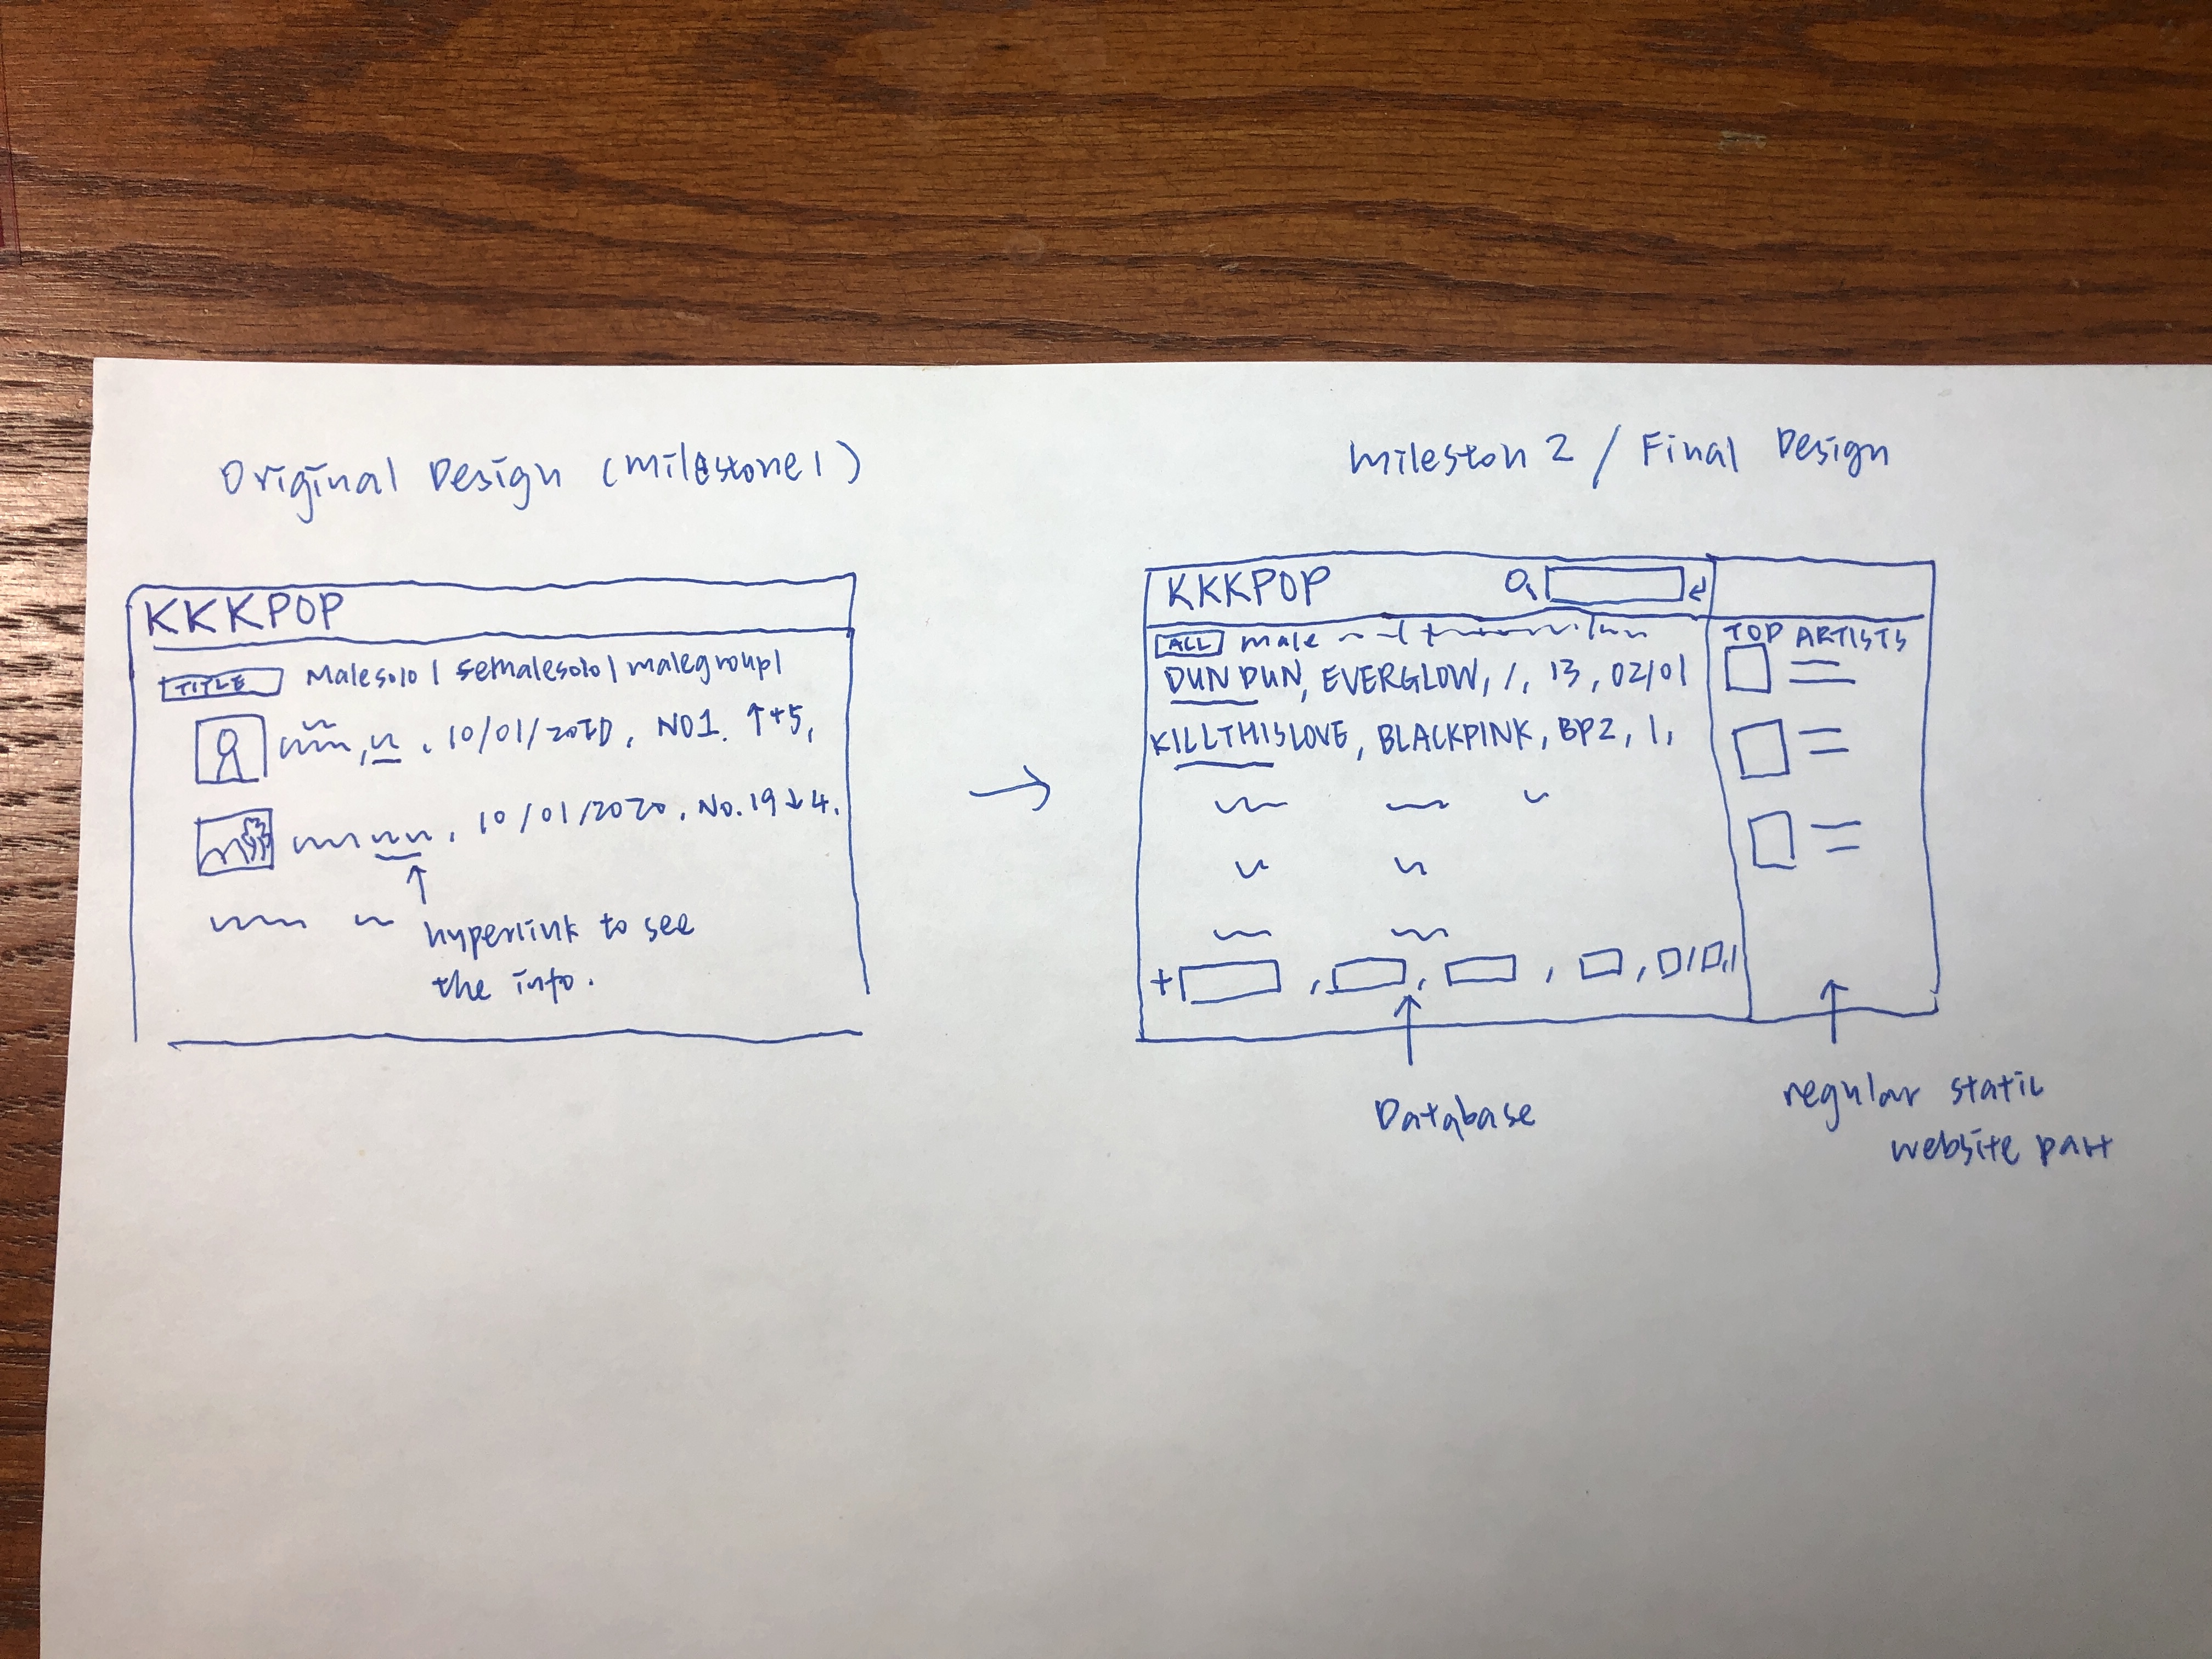 Original Design (Milestone 1)
KKKPOP
TITLE Malesolo | femalesolo | malegroup |
, 10/01/2020, NO1. ↑+5,
, 10/01/2020, No.19 ↓4.
↑
hyperlink to see
the info.
→
Mileston 2 / Final Design
KKKPOP
ALL male
DUN DUN, EVERGLOW, /, 13, 02/01
KILLTHISLOVE, BLACKPINK, BP2, 1,
+ , , , ,
Database
TOP ARTISTS
regular static
website part